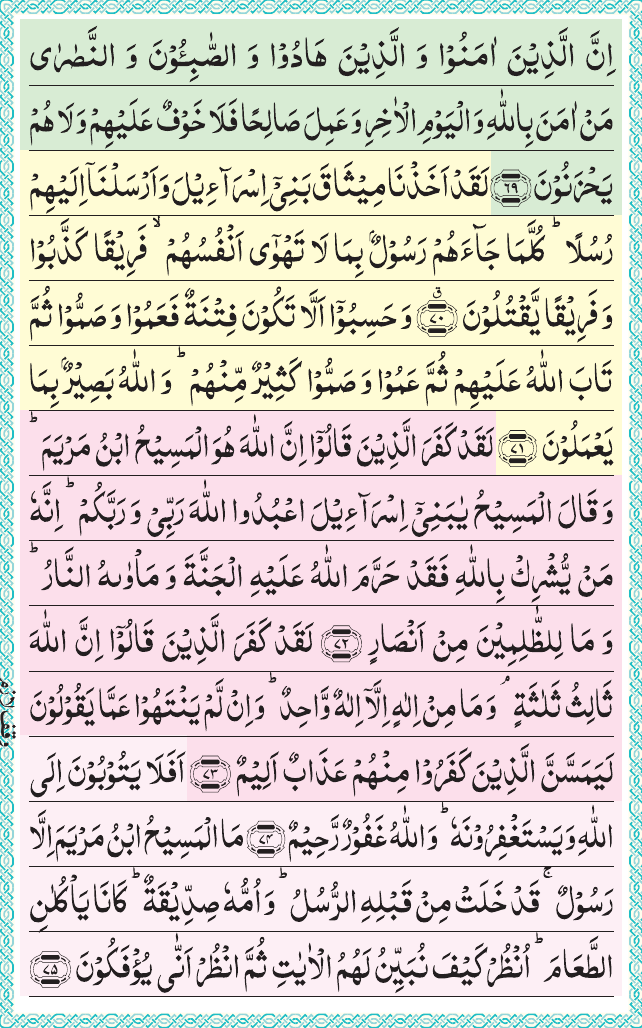 اِنَّ الَّذِيْنَ اٰمَنُوْا وَ الَّذِيْنَ هَادُوْا وَ الصّٰبِـُٔوْنَ وَ النَّصٰرٰى
مَنْ اٰمَنَ بِاللّٰهِ وَ الْيَوْمِ الْاٰخِرِ وَ عَمِلَ صَالِحًا فَلَا خَوْفٌ عَلَيْهِمْ وَ لَا هُمْ
يَحْزَنُوْنَ ۝۶۹ لَقَدْ اَخَذْنَا مِيْثَاقَ بَنِيْۤ اِسْرَآءِيْلَ وَ اَرْسَلْنَاۤ اِلَيْهِمْ
رُسُلًا ؕ كُلَّمَا جَآءَهُمْ رَسُوْلٌۢ بِمَا لَا تَهْوٰۤى اَنْفُسُهُمْ ۙ فَرِيْقًا كَذَّبُوْا
وَ فَرِيْقًا يَّقْتُلُوْنَ ۝۷۰ۗ وَ حَسِبُوْۤا اَلَّا تَكُوْنَ فِتْنَةٌ فَعَمُوْا وَ صَمُّوْا ثُمَّ
تَابَ اللّٰهُ عَلَيْهِمْ ثُمَّ عَمُوْا وَ صَمُّوْا كَثِيْرٌ مِّنْهُمْ ؕ وَ اللّٰهُ بَصِيْرٌۢ بِمَا
يَعْمَلُوْنَ ۝۷۱ لَقَدْ كَفَرَ الَّذِيْنَ قَالُوْۤا اِنَّ اللّٰهَ هُوَ الْمَسِيْحُ ابْنُ مَرْيَمَ ؕ
وَ قَالَ الْمَسِيْحُ يٰبَنِيْۤ اِسْرَآءِيْلَ اعْبُدُوا اللّٰهَ رَبِّيْ وَ رَبَّكُمْ ؕ اِنَّهٗ
مَنْ يُّشْرِكْ بِاللّٰهِ فَقَدْ حَرَّمَ اللّٰهُ عَلَيْهِ الْجَنَّةَ وَ مَاْوٰىهُ النَّارُ ؕ
وَ مَا لِلظّٰلِمِيْنَ مِنْ اَنْصَارٍ ۝۷۲ لَقَدْ كَفَرَ الَّذِيْنَ قَالُوْۤا اِنَّ اللّٰهَ
ثَالِثُ ثَلٰثَةٍ ۘ وَ مَا مِنْ اِلٰهٍ اِلَّاۤ اِلٰهٌ وَّاحِدٌ ؕ وَ اِنْ لَّمْ يَنْتَهُوْا عَمَّا يَقُوْلُوْنَ
لَيَمَسَّنَّ الَّذِيْنَ كَفَرُوْا مِنْهُمْ عَذَابٌ اَلِيْمٌ ۝۷۳ اَفَلَا يَتُوْبُوْنَ اِلَى
اللّٰهِ وَ يَسْتَغْفِرُوْنَهٗ ؕ وَ اللّٰهُ غَفُوْرٌ رَّحِيْمٌ ۝۷۴ مَا الْمَسِيْحُ ابْنُ مَرْيَمَ اِلَّا
رَسُوْلٌ ۚ قَدْ خَلَتْ مِنْ قَبْلِهِ الرُّسُلُ ؕ وَ اُمُّهٗ صِدِّيْقَةٌ ؕ كَانَا يَاْكُلٰنِ
الطَّعَامَ ؕ اُنْظُرْ كَيْفَ نُبَيِّنُ لَهُمُ الْاٰيٰتِ ثُمَّ انْظُرْ اَنّٰى يُؤْفَكُوْنَ ۝۷۵